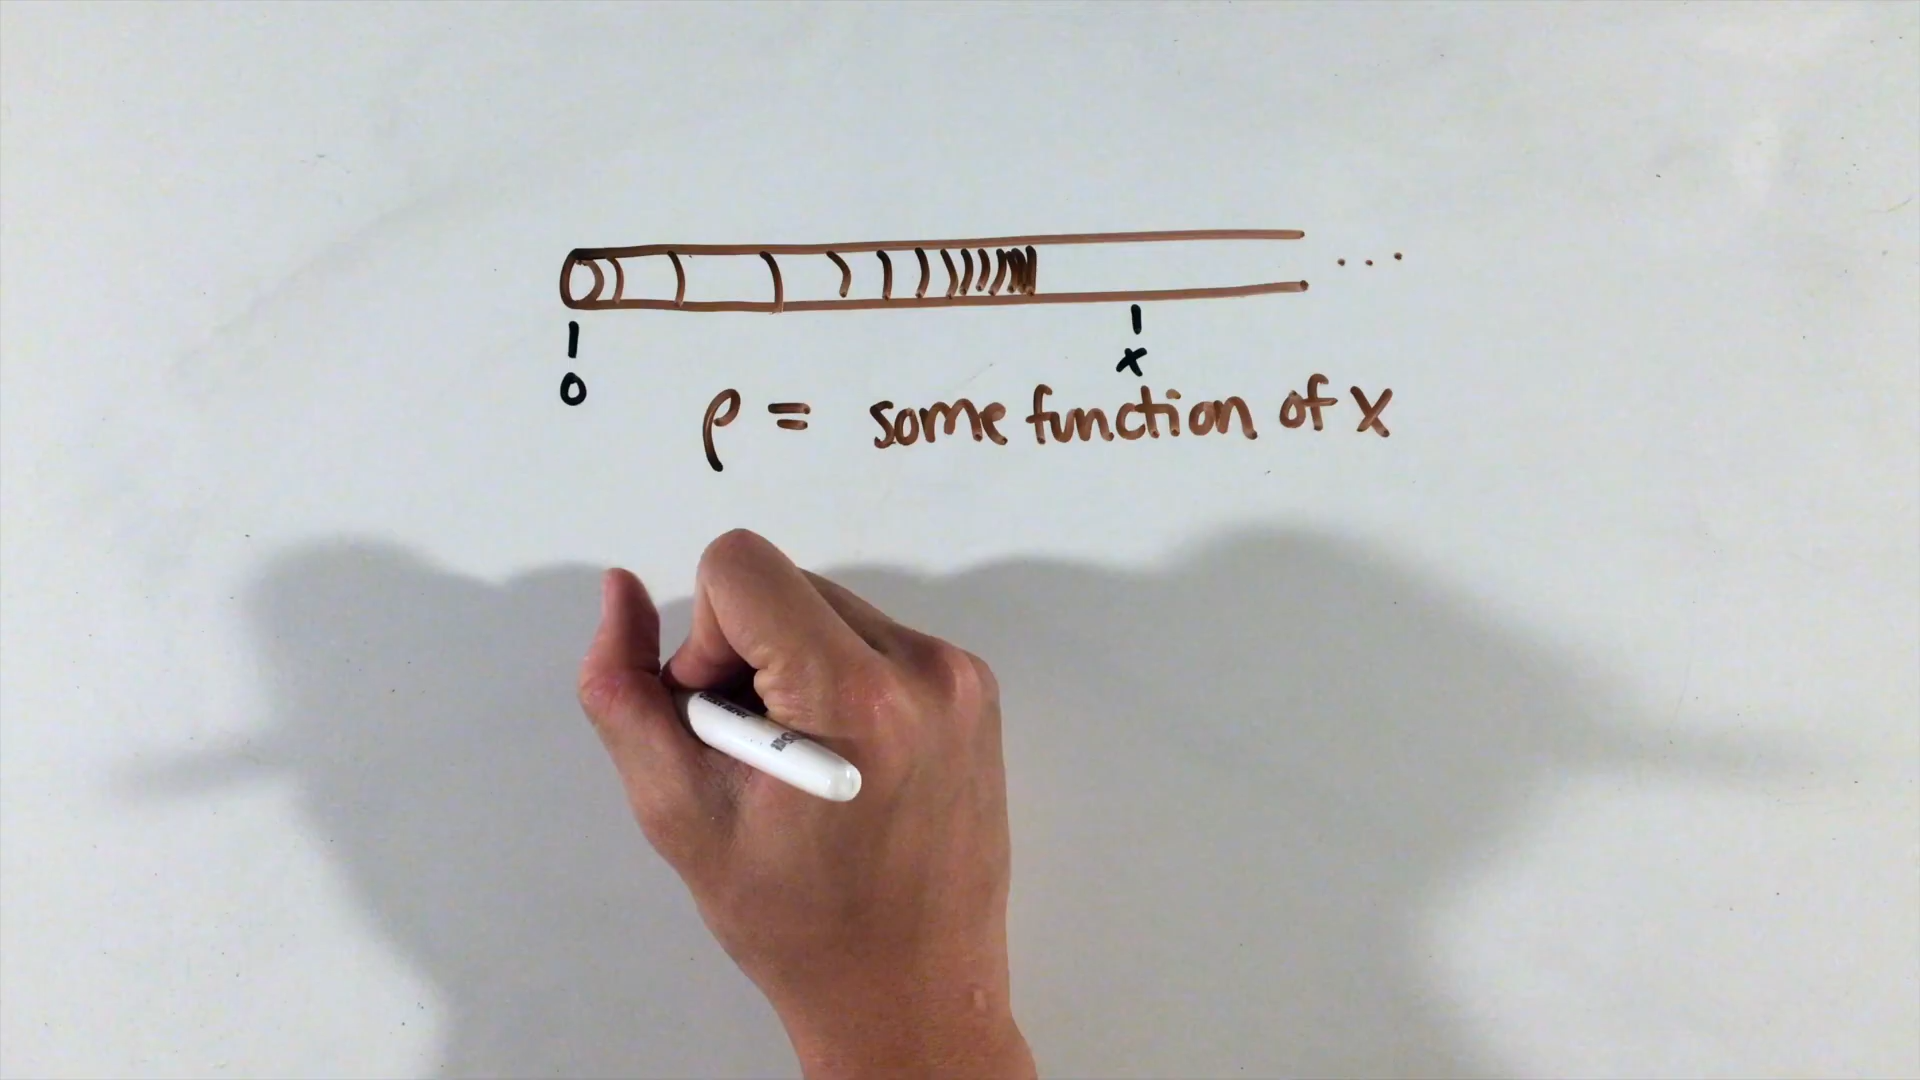 ...
0
x
ρ = some function of x